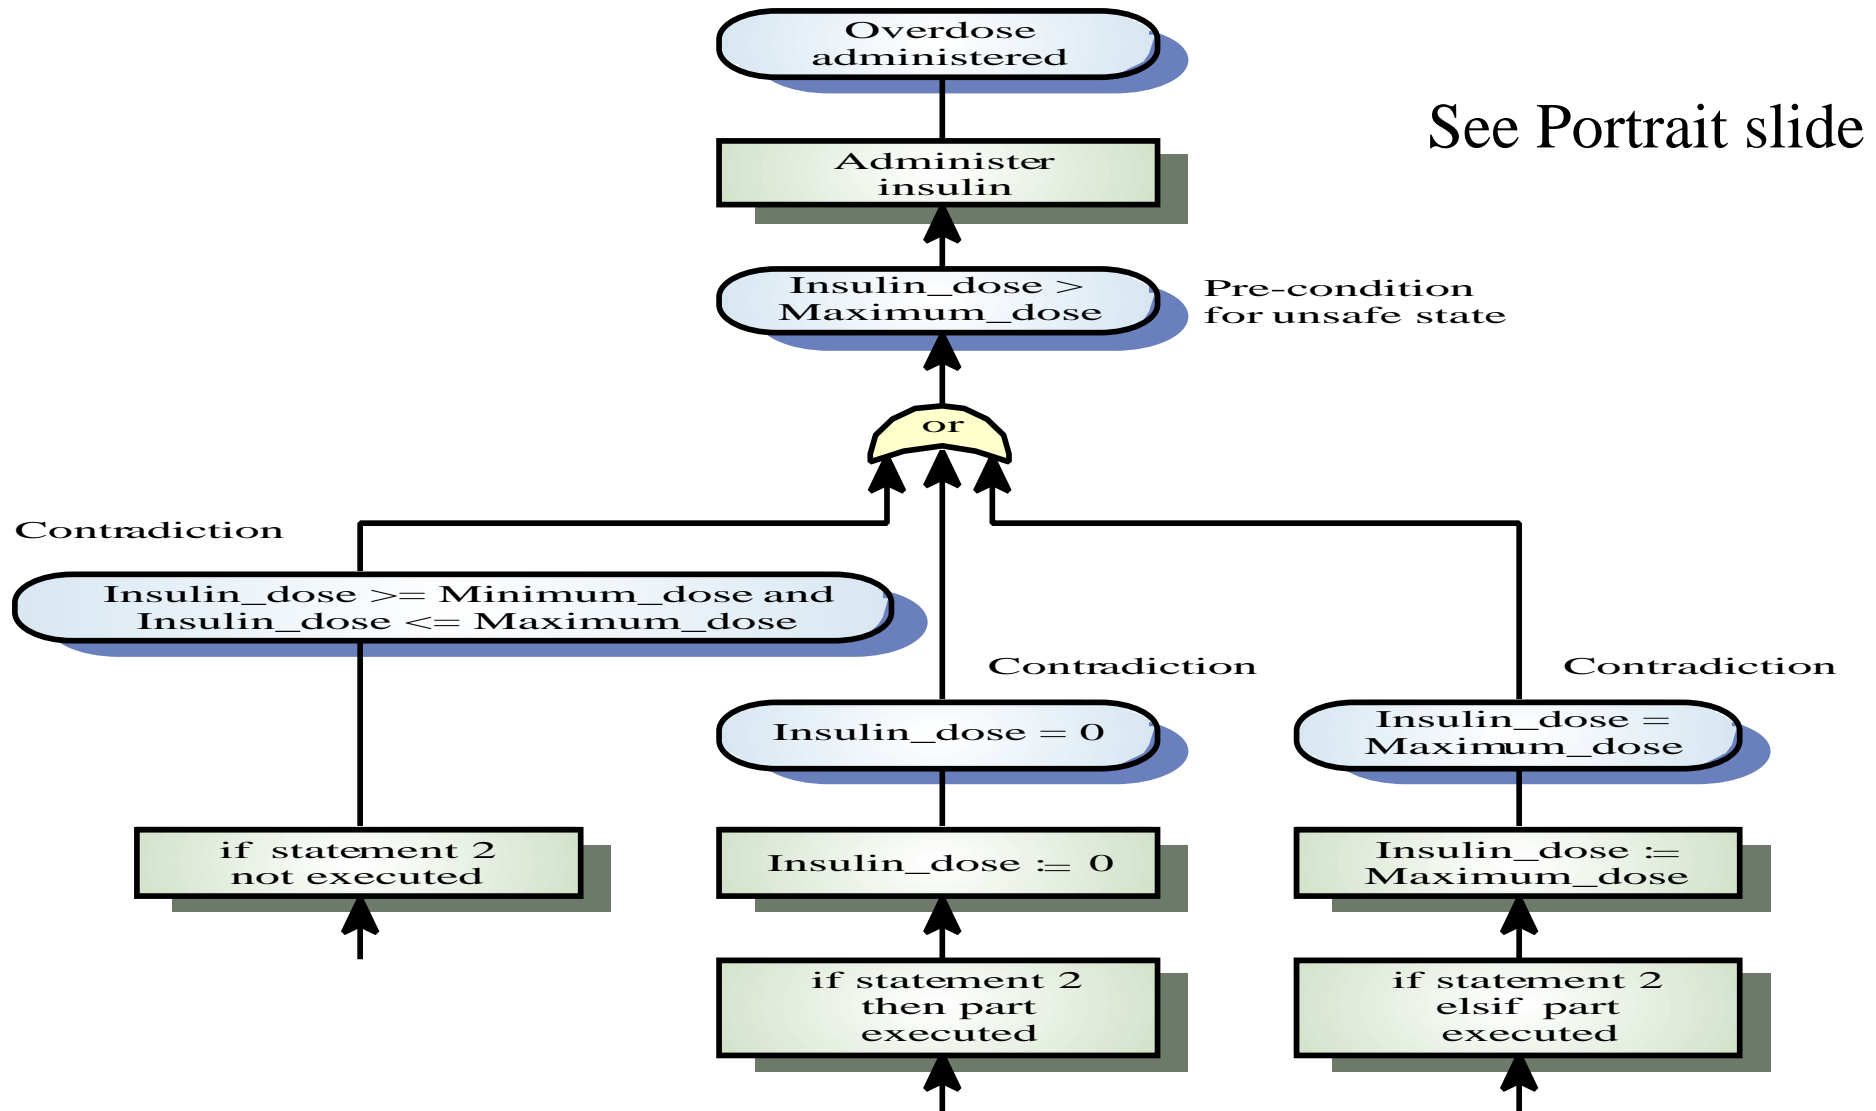 Overdose
administered
See Portrait slide
Administer
insulin
Insulin_dose >
Maximum_dose
Pre-condition
for unsafe state
or
Contradiction
Insulin_dose >= Minimum_dose and
Insulin_dose <= Maximum_dose
Contradiction
Contradiction
Insulin_dose = 0
Insulin_dose =
Maximum_dose
if statement 2
not executed
Insulin_dose := 0
Insulin_dose :=
Maximum_dose
if statement 2
then part
executed
if statement 2
elsif part
executed